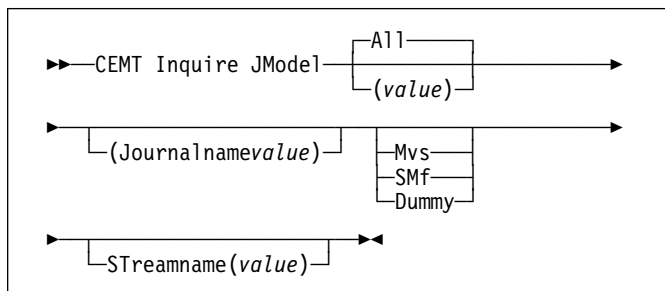 All
CEMT Inquire JModel
(value)
(Journalnamevalue)
Mvs
SMf
Dummy
STreamname(value)